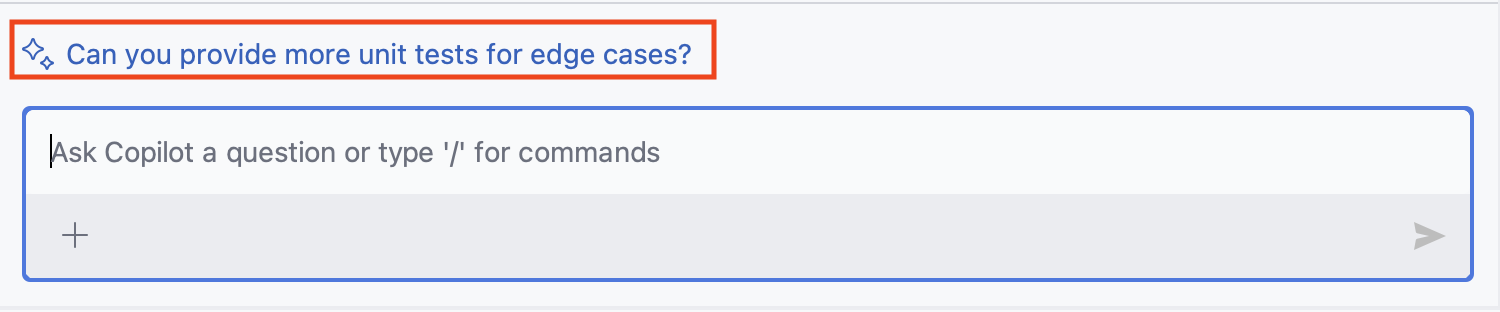 Can you provide more unit tests for edge cases?
Ask Copilot a question or type '/' for commands